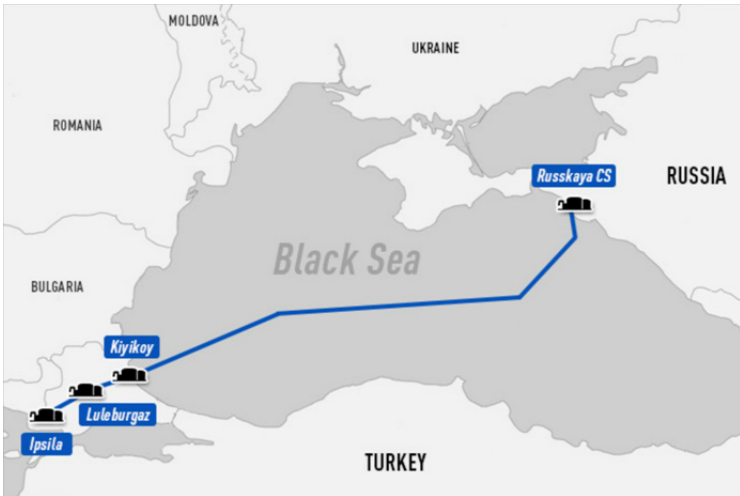 MOLDOVA
UKRAINE
ROMANIA
Russkaya CS
RUSSIA
Black Sea
BULGARIA
Kiyikoy
Luleburgaz
Ipsila
TURKEY